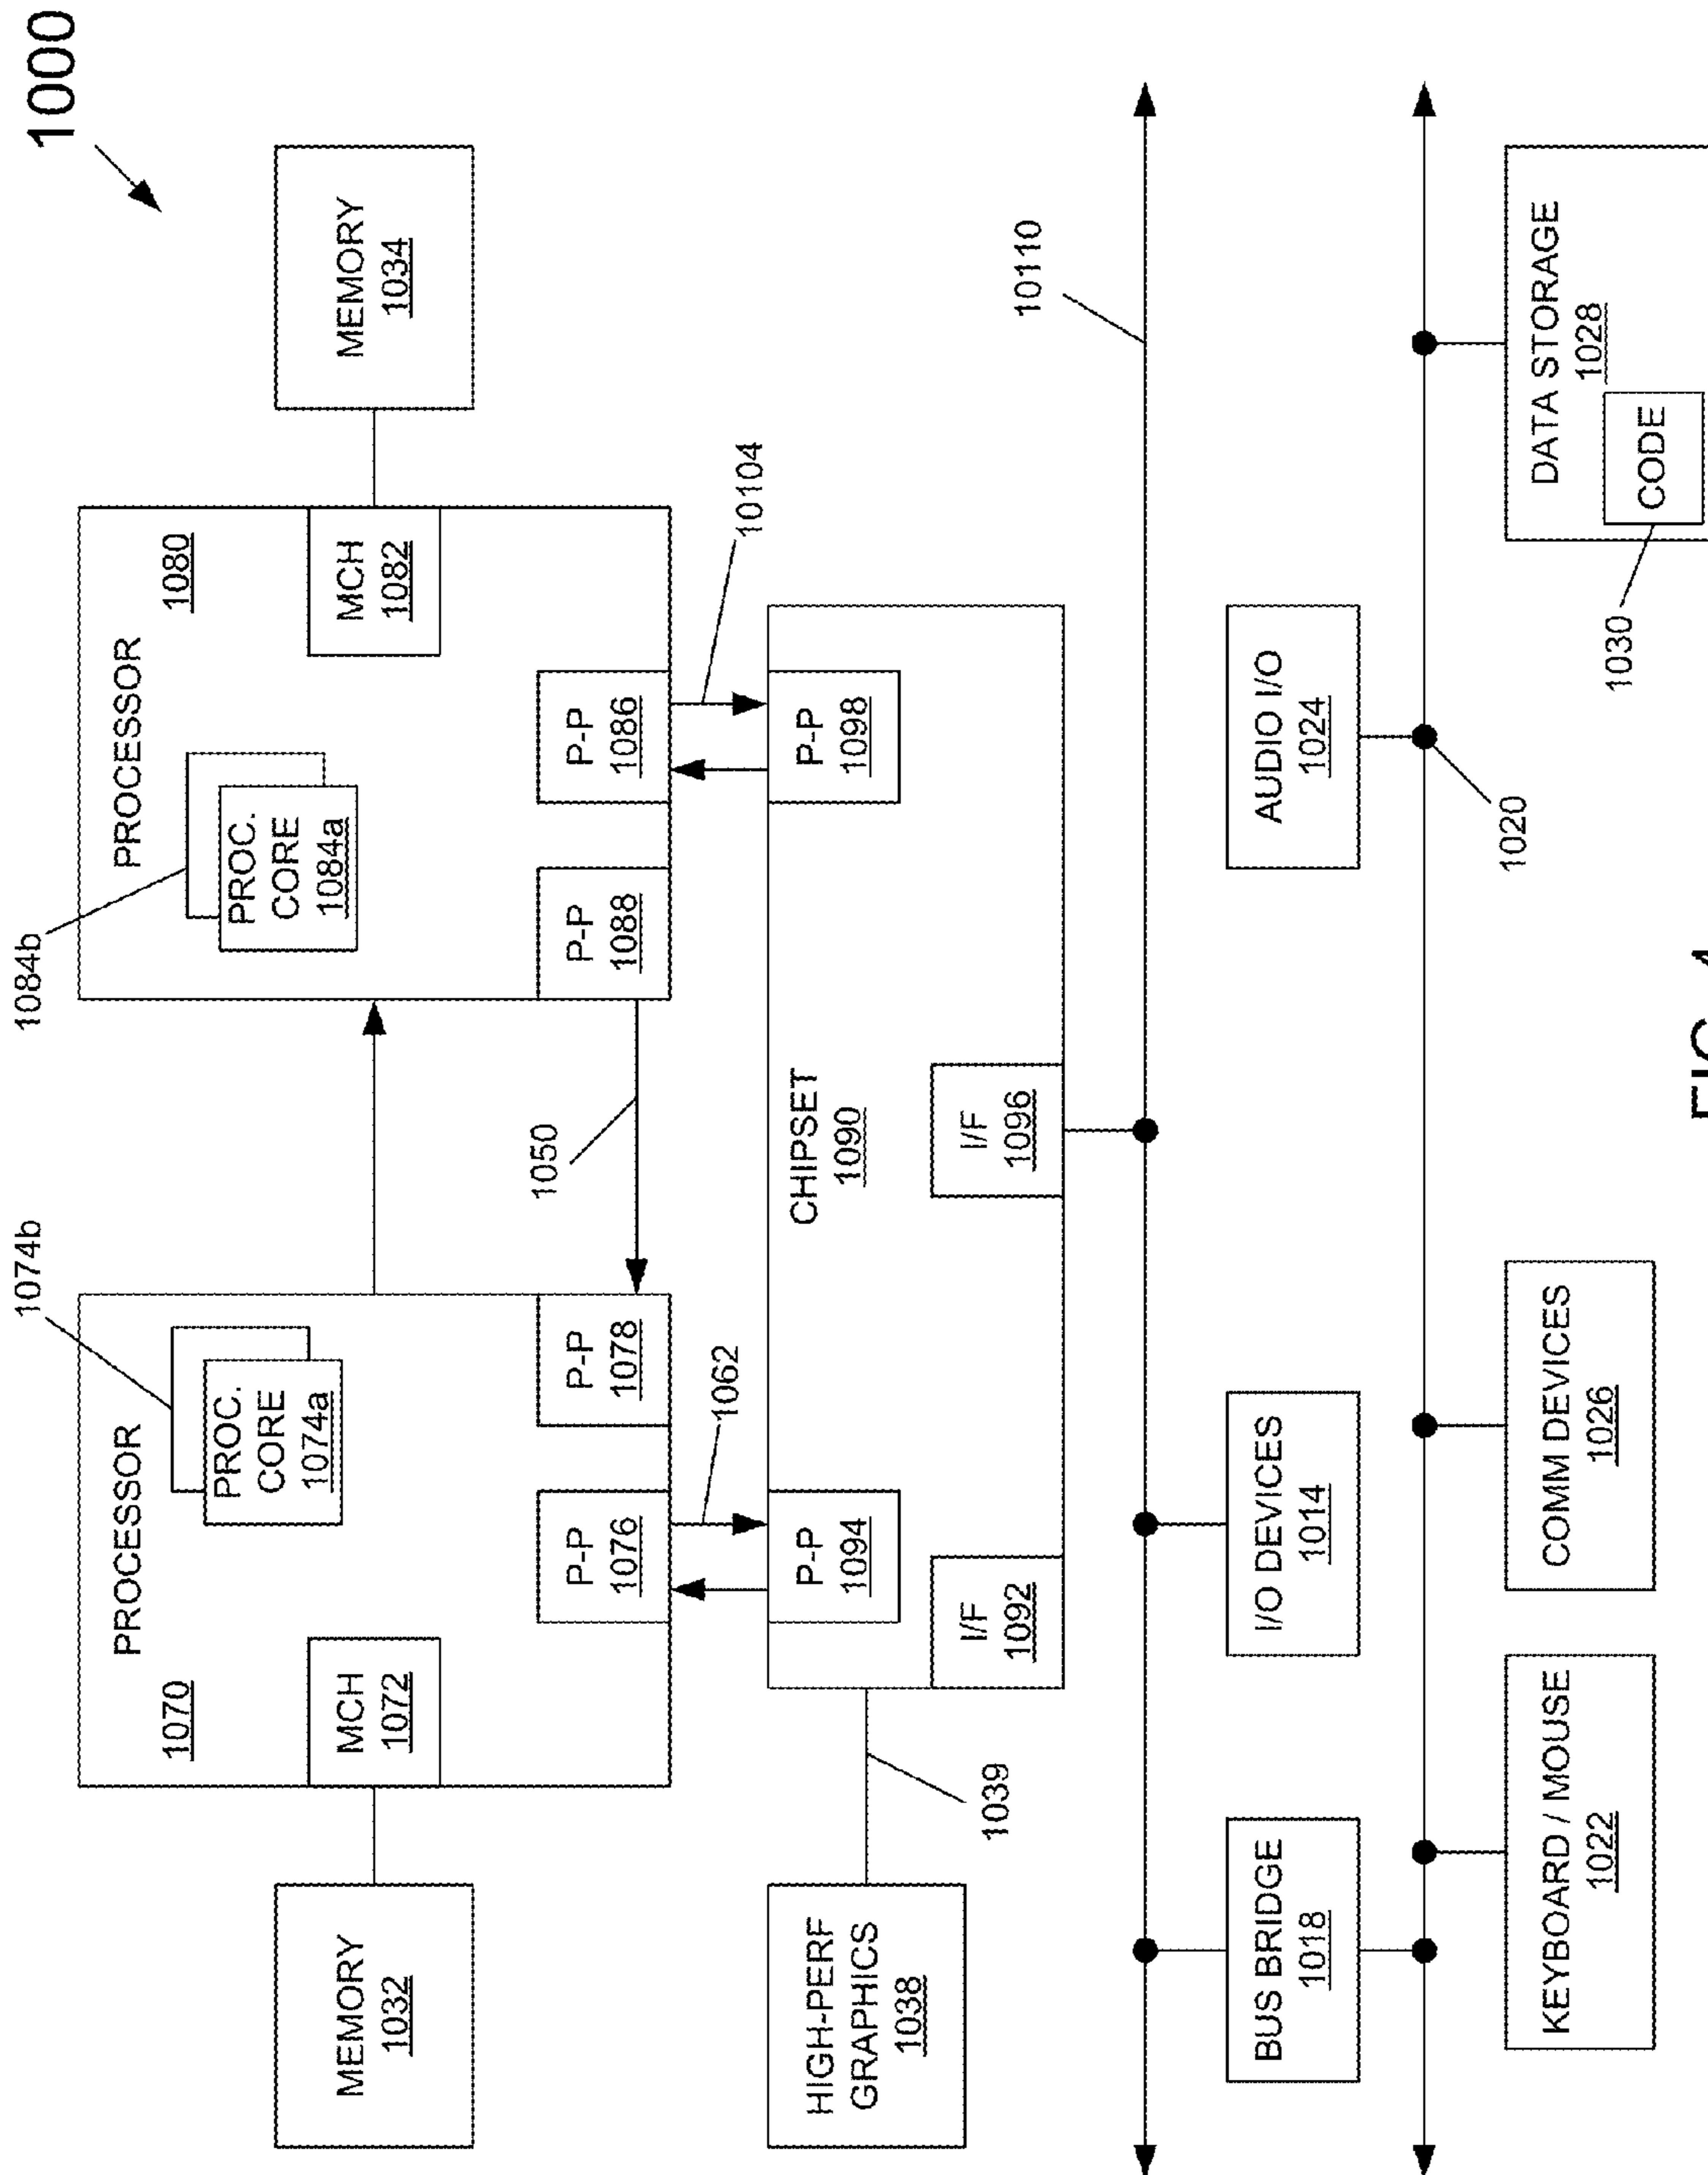 1000
1074b
1084b
PROCESSOR
1070
PROC.
CORE
1074a
PROCESSOR
1080
PROC.
CORE
1084a
MEMORY
1032
MCH
1072
MCH
1082
MEMORY
1034
1050
P-P
1076
P-P
1078
P-P
1088
P-P
1086
1062
10104
HIGH-PERF
GRAPHICS
1038
1039
P-P
1094
CHIPSET
1090
P-P
1098
I/F
1092
I/F
1096
10110
BUS BRIDGE
1018
I/O DEVICES
1014
AUDIO I/O
1024
1020
KEYBOARD / MOUSE
1022
COMM DEVICES
1026
DATA STORAGE
1028
CODE
1030
FIG.